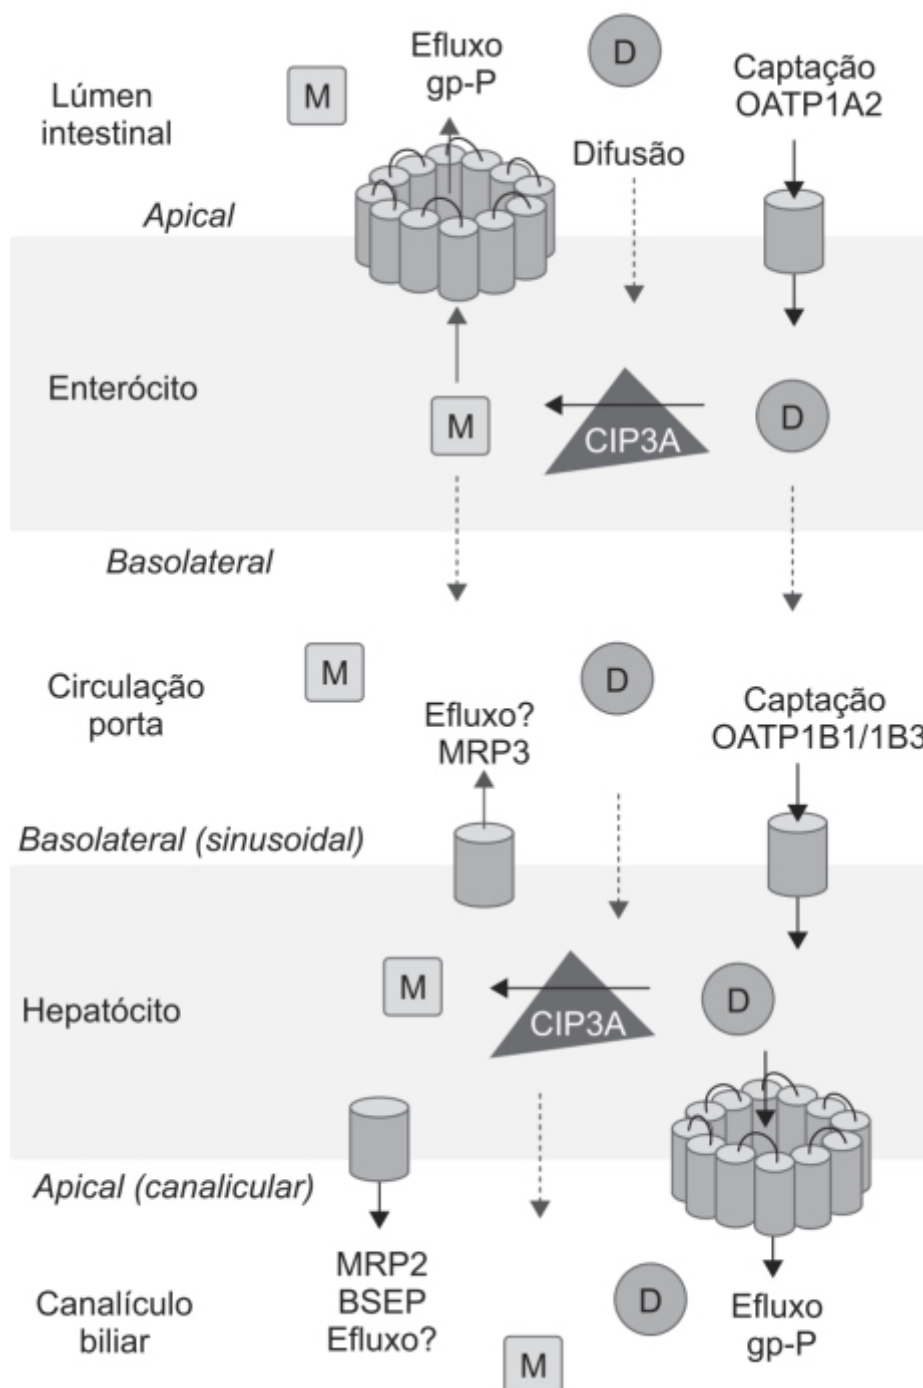 Efluxo
gp-P
D
M
Lúmen
intestinal
Captação
OATP1A2
Difusão
Apical
Enterócito
M
CIP3A
D
Basolateral
M
D
Circulação
porta
Efluxo?
MRP3
Captação
OATP1B1/1B3
Basolateral (sinusoidal)
M
D
Hepatócito
CIP3A
Apical (canalicular)
MRP2
BSEP
Efluxo?
D
Canalículo
biliar
Efluxo
gp-P
M